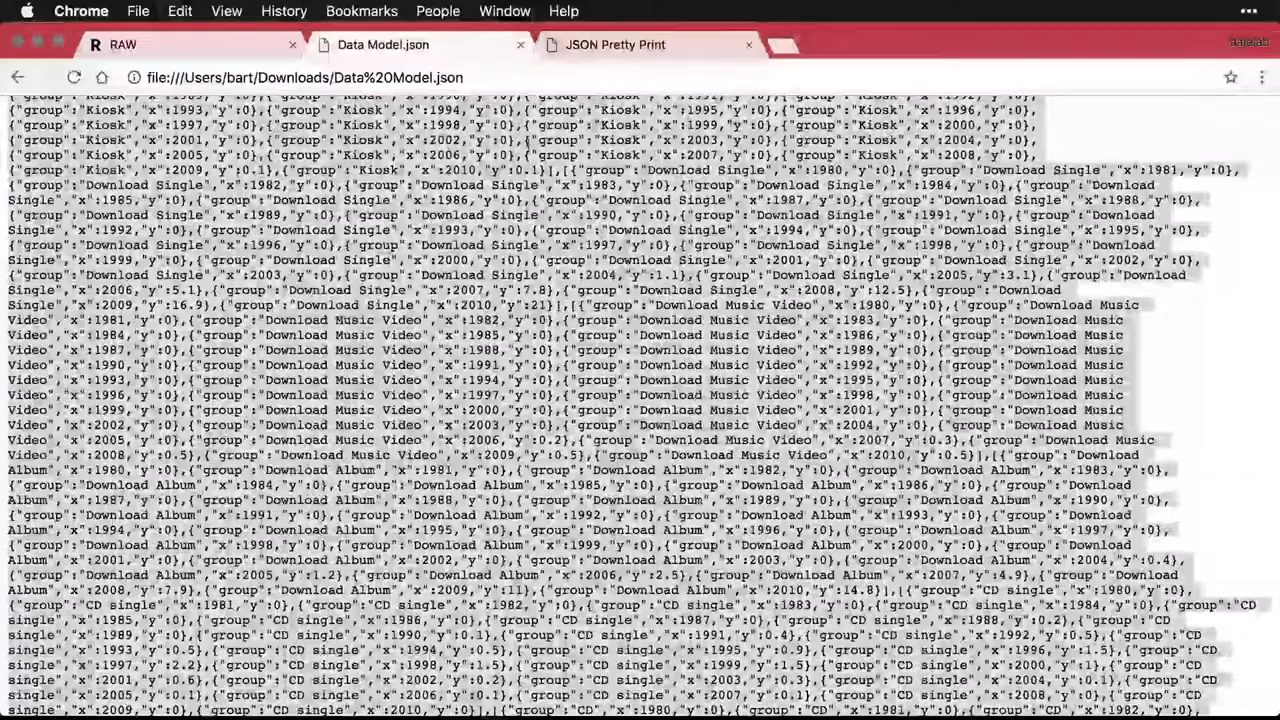 Chrome File Edit View History Bookmarks People Window Help •••
RAW × Data Model.json × JSON Pretty Print ×
file:///Users/bart/Downloads/Data%20Model.json
{"group":"Kiosk","x":1993,"y":0},{"group":"Kiosk","x":1994,"y":0},{"group":"Kiosk","x":1995,"y":0},{"group":"Kiosk","x":1996,"y":0},
{"group":"Kiosk","x":1997,"y":0},{"group":"Kiosk","x":1998,"y":0},{"group":"Kiosk","x":1999,"y":0},{"group":"Kiosk","x":2000,"y":0},
{"group":"Kiosk","x":2001,"y":0},{"group":"Kiosk","x":2002,"y":0},{"group":"Kiosk","x":2003,"y":0},{"group":"Kiosk","x":2004,"y":0},
{"group":"Kiosk","x":2005,"y":0},{"group":"Kiosk","x":2006,"y":0},{"group":"Kiosk","x":2007,"y":0},{"group":"Kiosk","x":2008,"y":0},
{"group":"Kiosk","x":2009,"y":0.1},{"group":"Kiosk","x":2010,"y":0.1}],[{"group":"Download Single","x":1980,"y":0},{"group":"Download Single","x":1981,"y":0},
{"group":"Download Single","x":1982,"y":0},{"group":"Download Single","x":1983,"y":0},{"group":"Download Single","x":1984,"y":0},{"group":"Download
Single","x":1985,"y":0},{"group":"Download Single","x":1986,"y":0},{"group":"Download Single","x":1987,"y":0},{"group":"Download Single","x":1988,"y":0},
{"group":"Download Single","x":1989,"y":0},{"group":"Download Single","x":1990,"y":0},{"group":"Download Single","x":1991,"y":0},{"group":"Download
Single","x":1992,"y":0},{"group":"Download Single","x":1993,"y":0},{"group":"Download Single","x":1994,"y":0},{"group":"Download Single","x":1995,"y":0},
{"group":"Download Single","x":1996,"y":0},{"group":"Download Single","x":1997,"y":0},{"group":"Download Single","x":1998,"y":0},{"group":"Download
Single","x":1999,"y":0},{"group":"Download Single","x":2000,"y":0},{"group":"Download Single","x":2001,"y":0},{"group":"Download Single","x":2002,"y":0},
{"group":"Download Single","x":2003,"y":0},{"group":"Download Single","x":2004,"y":1.1},{"group":"Download Single","x":2005,"y":3.1},{"group":"Download
Single","x":2006,"y":5.1},{"group":"Download Single","x":2007,"y":7.8},{"group":"Download Single","x":2008,"y":12.5},{"group":"Download
Single","x":2009,"y":16.9},{"group":"Download Single","x":2010,"y":21}],[{"group":"Download Music Video","x":1980,"y":0},{"group":"Download Music
Video","x":1981,"y":0},{"group":"Download Music Video","x":1982,"y":0},{"group":"Download Music Video","x":1983,"y":0},{"group":"Download Music
Video","x":1984,"y":0},{"group":"Download Music Video","x":1985,"y":0},{"group":"Download Music Video","x":1986,"y":0},{"group":"Download Music
Video","x":1987,"y":0},{"group":"Download Music Video","x":1988,"y":0},{"group":"Download Music Video","x":1989,"y":0},{"group":"Download Music
Video","x":1990,"y":0},{"group":"Download Music Video","x":1991,"y":0},{"group":"Download Music Video","x":1992,"y":0},{"group":"Download Music
Video","x":1993,"y":0},{"group":"Download Music Video","x":1994,"y":0},{"group":"Download Music Video","x":1995,"y":0},{"group":"Download Music
Video","x":1996,"y":0},{"group":"Download Music Video","x":1997,"y":0},{"group":"Download Music Video","x":1998,"y":0},{"group":"Download Music
Video","x":1999,"y":0},{"group":"Download Music Video","x":2000,"y":0},{"group":"Download Music Video","x":2001,"y":0},{"group":"Download Music
Video","x":2002,"y":0},{"group":"Download Music Video","x":2003,"y":0},{"group":"Download Music Video","x":2004,"y":0},{"group":"Download Music
Video","x":2005,"y":0},{"group":"Download Music Video","x":2006,"y":0.2},{"group":"Download Music Video","x":2007,"y":0.3},{"group":"Download Music
Video","x":2008,"y":0.5},{"group":"Download Music Video","x":2009,"y":0.5},{"group":"Download Music Video","x":2010,"y":0.5}],[{"group":"Download
Album","x":1980,"y":0},{"group":"Download Album","x":1981,"y":0},{"group":"Download Album","x":1982,"y":0},{"group":"Download Album","x":1983,"y":0},
{"group":"Download Album","x":1984,"y":0},{"group":"Download Album","x":1985,"y":0},{"group":"Download Album","x":1986,"y":0},{"group":"Download
Album","x":1987,"y":0},{"group":"Download Album","x":1988,"y":0},{"group":"Download Album","x":1989,"y":0},{"group":"Download Album","x":1990,"y":0},
{"group":"Download Album","x":1991,"y":0},{"group":"Download Album","x":1992,"y":0},{"group":"Download Album","x":1993,"y":0},{"group":"Download
Album","x":1994,"y":0},{"group":"Download Album","x":1995,"y":0},{"group":"Download Album","x":1996,"y":0},{"group":"Download Album","x":1997,"y":0},
{"group":"Download Album","x":1998,"y":0},{"group":"Download Album","x":1999,"y":0},{"group":"Download Album","x":2000,"y":0},{"group":"Download
Album","x":2001,"y":0},{"group":"Download Album","x":2002,"y":0},{"group":"Download Album","x":2003,"y":0},{"group":"Download Album","x":2004,"y":0.4},
{"group":"Download Album","x":2005,"y":1.2},{"group":"Download Album","x":2006,"y":2.5},{"group":"Download Album","x":2007,"y":4.9},{"group":"Download
Album","x":2008,"y":7.9},{"group":"Download Album","x":2009,"y":11},{"group":"Download Album","x":2010,"y":14.8}],[{"group":"CD single","x":1980,"y":0},
{"group":"CD single","x":1981,"y":0},{"group":"CD single","x":1982,"y":0},{"group":"CD single","x":1983,"y":0},{"group":"CD single","x":1984,"y":0},{"group":"CD
single","x":1985,"y":0},{"group":"CD single","x":1986,"y":0},{"group":"CD single","x":1987,"y":0},{"group":"CD single","x":1988,"y":0.2},{"group":"CD
single","x":1989,"y":0},{"group":"CD single","x":1990,"y":0.1},{"group":"CD single","x":1991,"y":0.4},{"group":"CD single","x":1992,"y":0.5},{"group":"CD
single","x":1993,"y":0.5},{"group":"CD single","x":1994,"y":0.5},{"group":"CD single","x":1995,"y":0.9},{"group":"CD single","x":1996,"y":1.5},{"group":"CD
single","x":1997,"y":2.2},{"group":"CD single","x":1998,"y":1.5},{"group":"CD single","x":1999,"y":1.5},{"group":"CD single","x":2000,"y":1},{"group":"CD
single","x":2001,"y":0.6},{"group":"CD single","x":2002,"y":0.2},{"group":"CD single","x":2003,"y":0.3},{"group":"CD single","x":2004,"y":0.1},{"group":"CD
single","x":2005,"y":0.1},{"group":"CD single","x":2006,"y":0.1},{"group":"CD single","x":2007,"y":0.1},{"group":"CD single","x":2008,"y":0},{"group":"CD
single","x":2009,"y":0},{"group":"CD single","x":2010,"y":0}],[{"group":"CD","x":1980,"y":0},{"group":"CD","x":1981,"y":0},{"group":"CD","x":1982,"y":0},